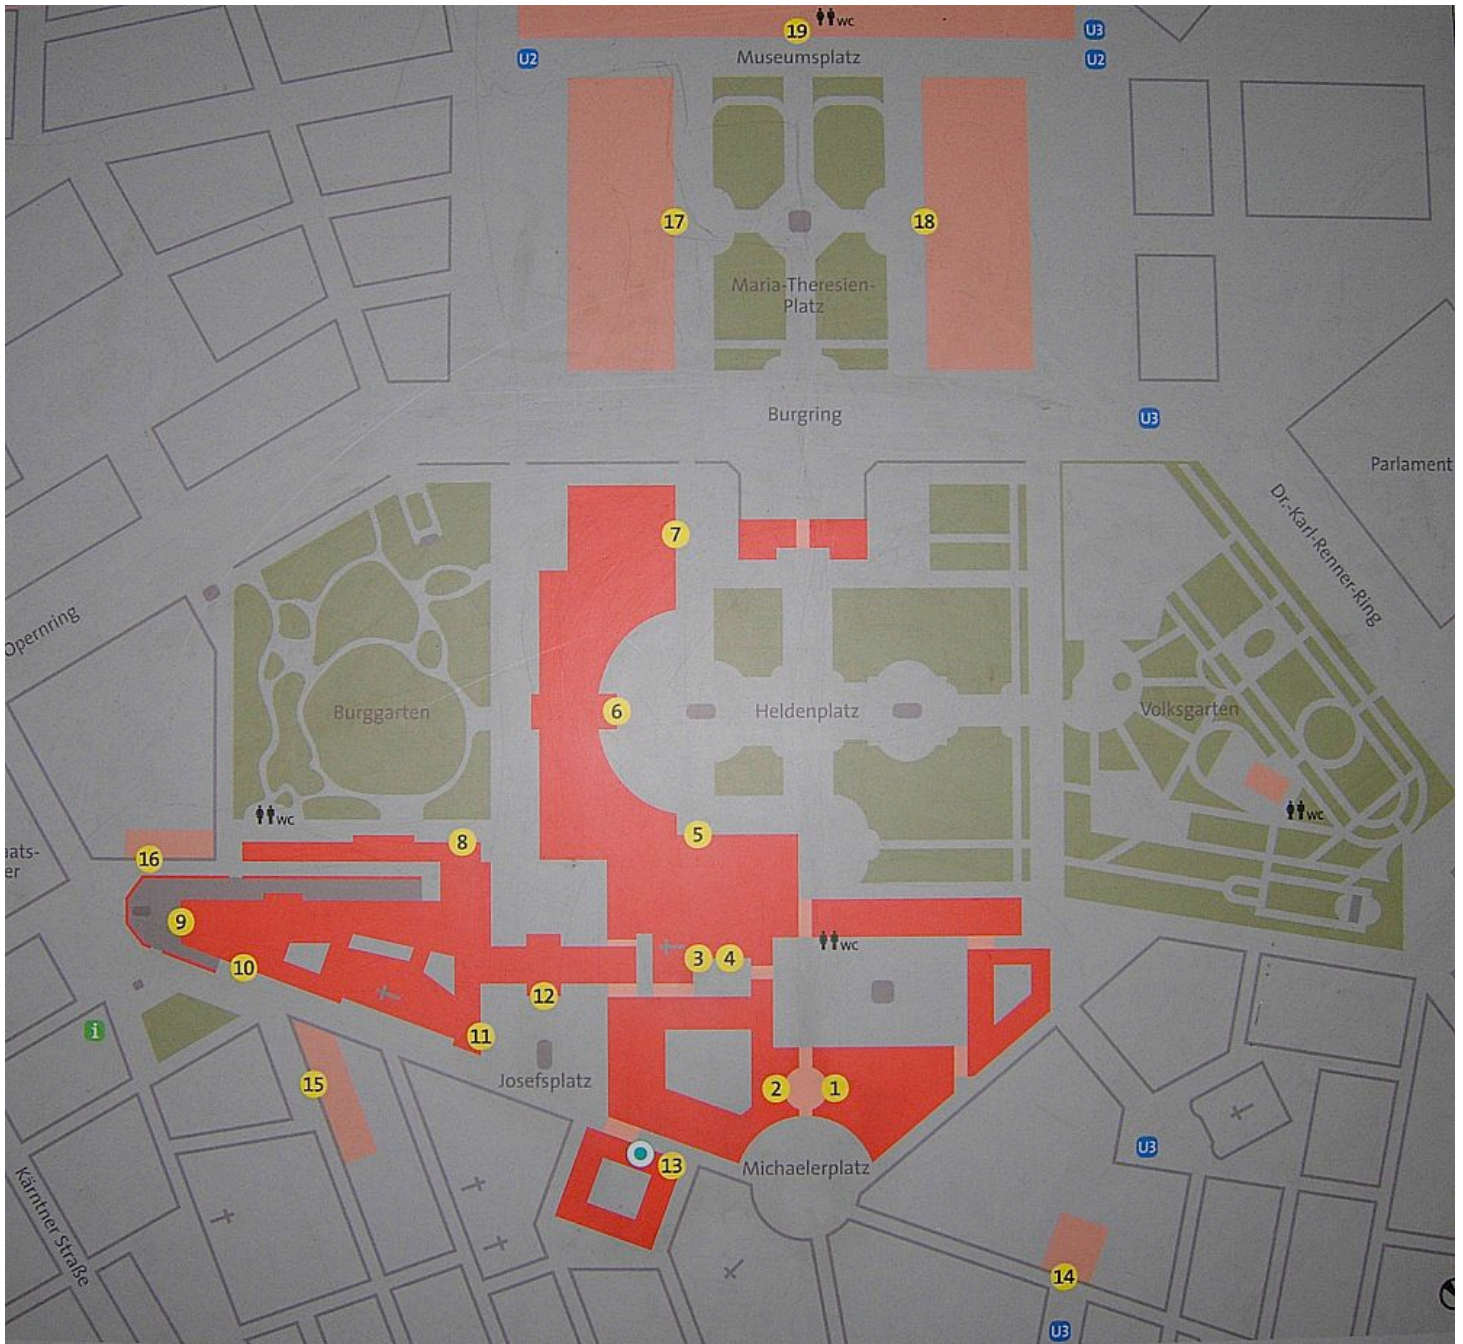 19
WC
U3
U2
Museumsplatz
U2
17
18
Maria-Theresien-
Platz
Burgring
U3
Parlament
Dr.-Karl-Renner-Ring
7
Opernring
Burggarten
6
Heldenplatz
Volksgarten
WC
WC
8
5
aats-
er
16
9
10
WC
3
4
12
11
i
Josefsplatz
15
2
1
Michaelerplatz
13
U3
Kärntner Straße
14
U3